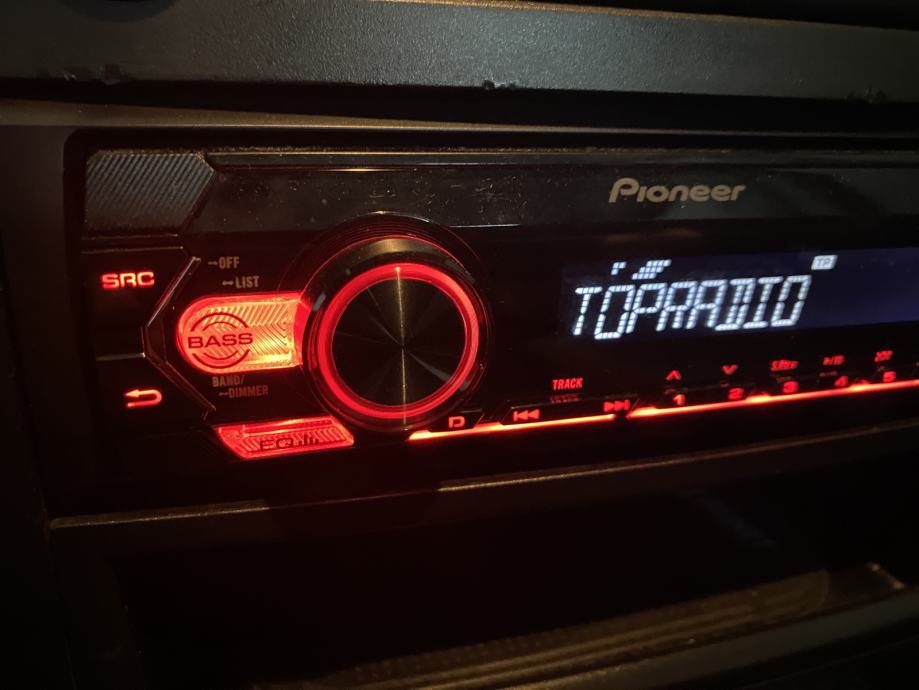 Pioneer
TP
TOPRADIO
SRC
OFF
LIST
BASS
BAND/
DIMMER
TRACK
D
1 2 3 4 5